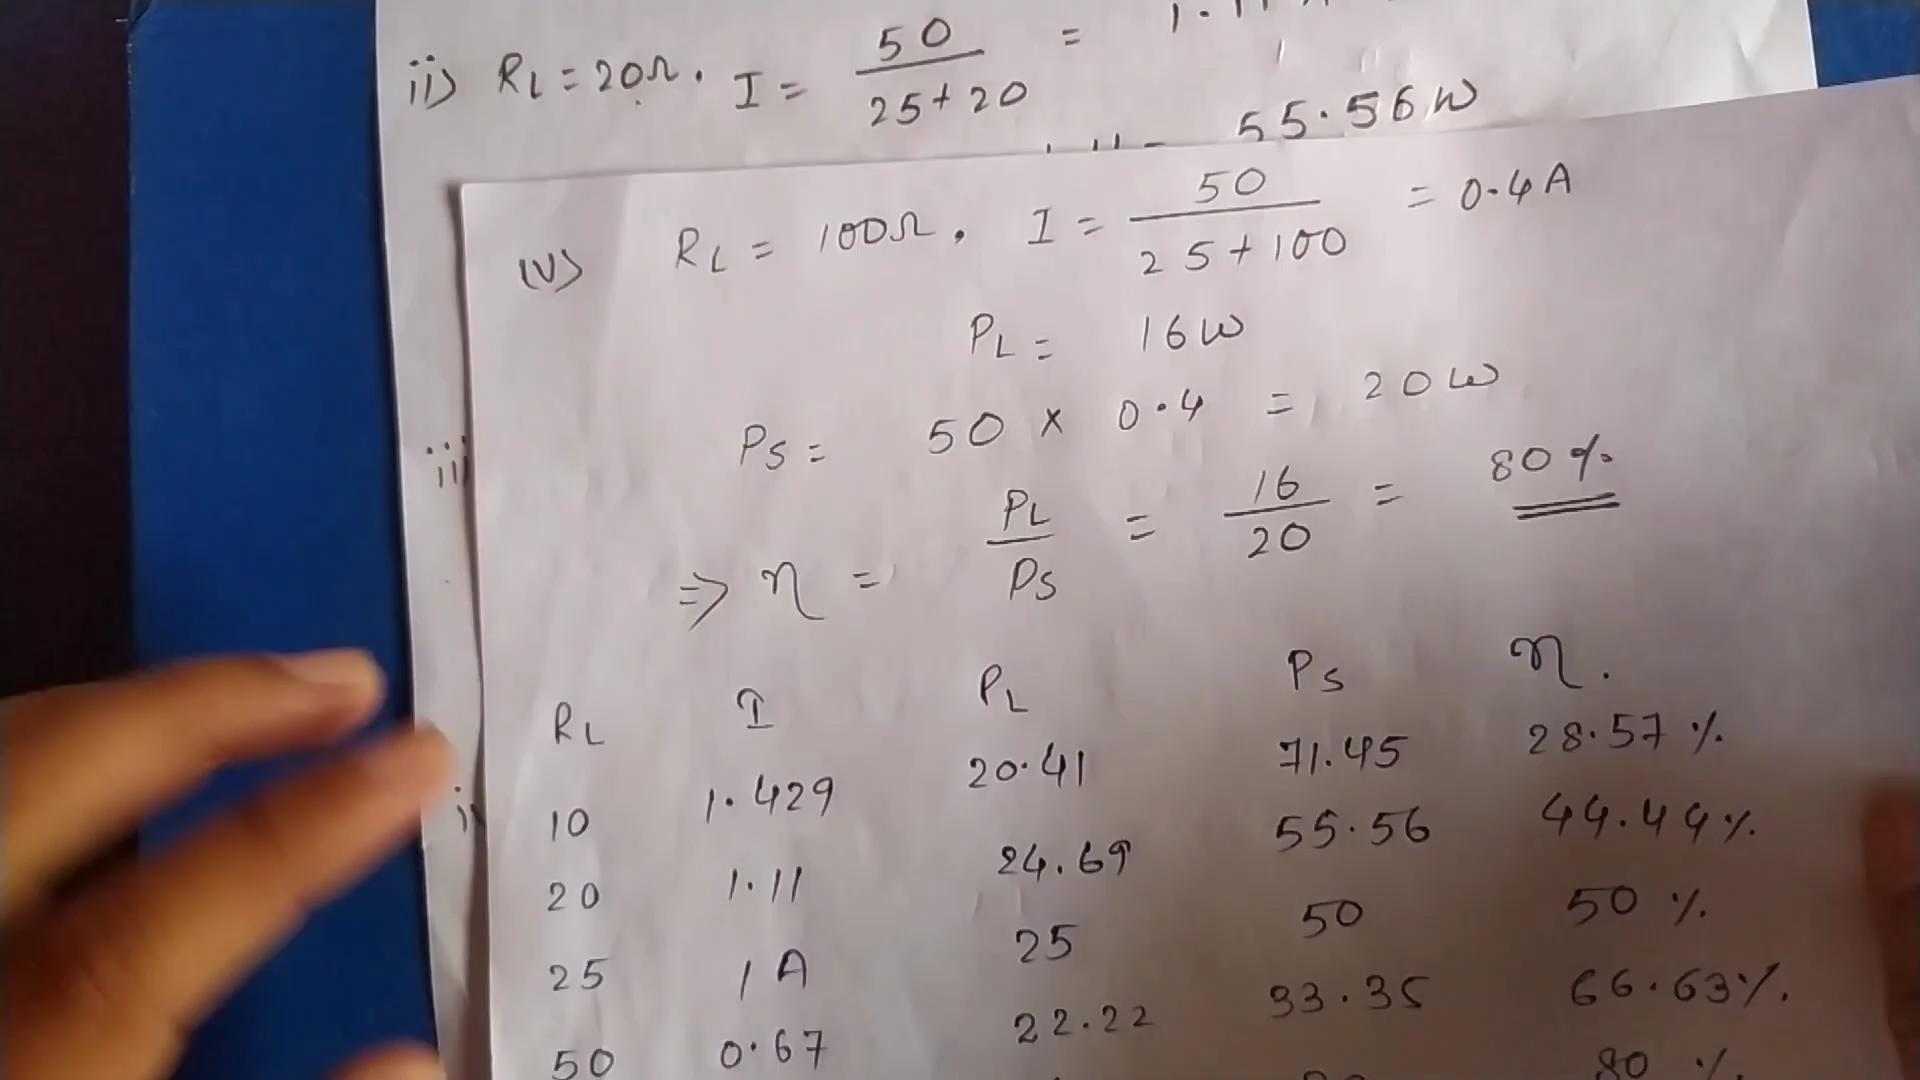 ii) RL = 20Ω. I = 50 / 25+20 =
55.56 W
(V) RL = 100Ω, I = 50 / 25+100 = 0.4 A
PL = 16 W
PS = 50 × 0.4 = 20 W
iii)
⇒ η = PL / PS = 16 / 20 = 80 %
RL I PL PS η.
10 1.429 20.41 71.45 28.57 %
20 1.11 24.69 55.56 44.44 %
25 1 A 25 50 50 %
50 0.67 22.22 33.35 66.63 %
80 %